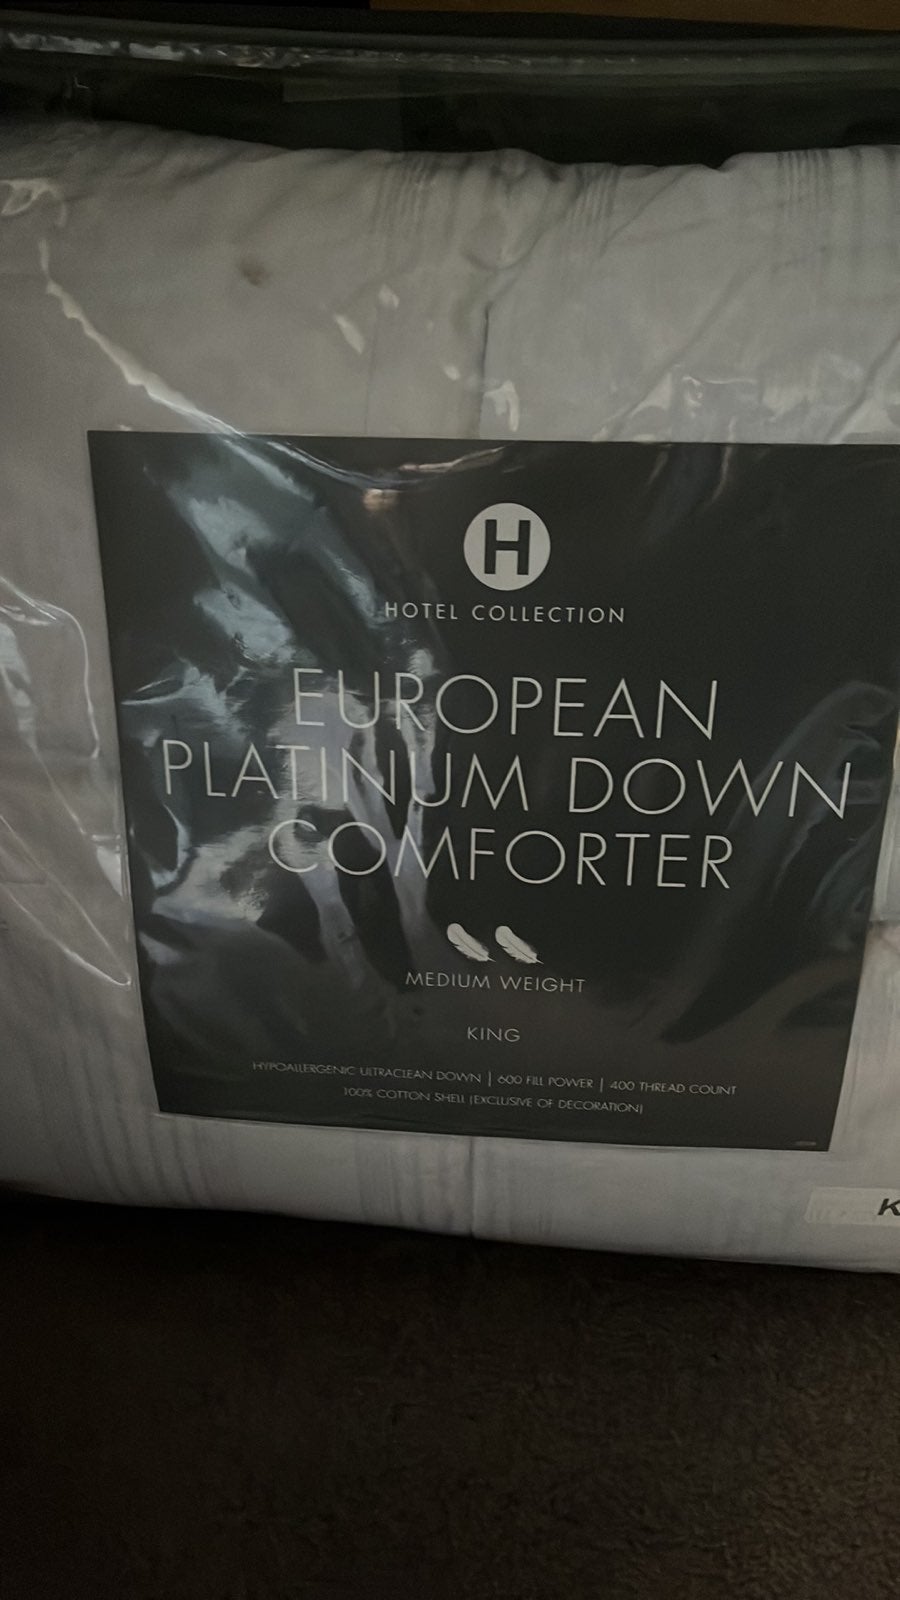 H
HOTEL COLLECTION
EUROPEAN
PLATINUM DOWN
COMFORTER
MEDIUM WEIGHT
KING
HYPOALLERGENIC ULTRACLEAN DOWN | 600 FILL POWER | 400 THREAD COUNT
100% COTTON SHELL (EXCLUSIVE OF DECORATION)
K